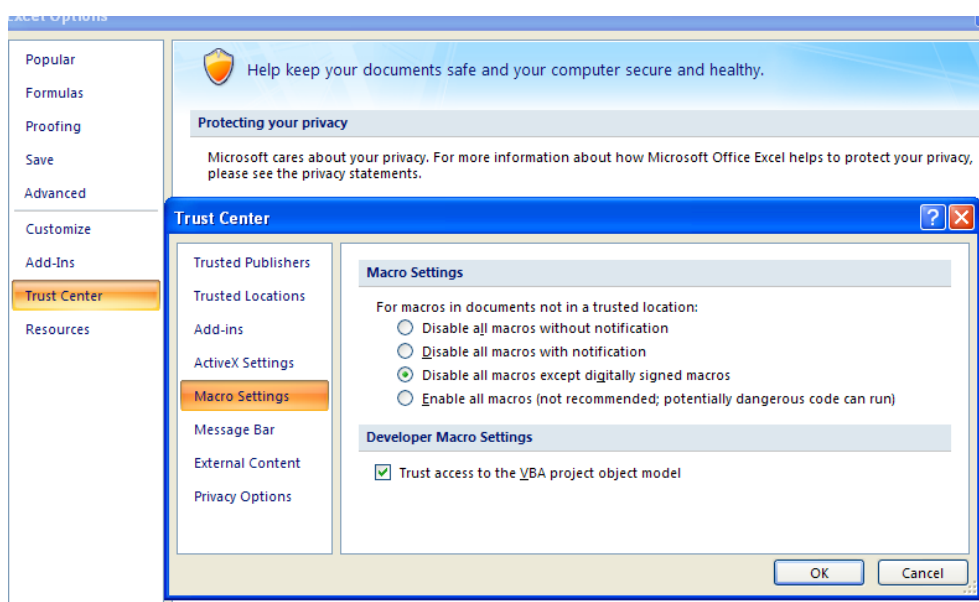 Excel Options
Popular
Formulas
Proofing
Save
Advanced
Customize
Add-Ins
Trust Center
Resources
Help keep your documents safe and your computer secure and healthy.
Protecting your privacy
Microsoft cares about your privacy. For more information about how Microsoft Office Excel helps to protect your privacy,
please see the privacy statements.
Trust Center
Trusted Publishers
Trusted Locations
Add-ins
ActiveX Settings
Macro Settings
Message Bar
External Content
Privacy Options
Macro Settings
For macros in documents not in a trusted location:
Disable all macros without notification
Disable all macros with notification
Disable all macros except digitally signed macros
Enable all macros (not recommended; potentially dangerous code can run)
Developer Macro Settings
Trust access to the VBA project object model
OK
Cancel